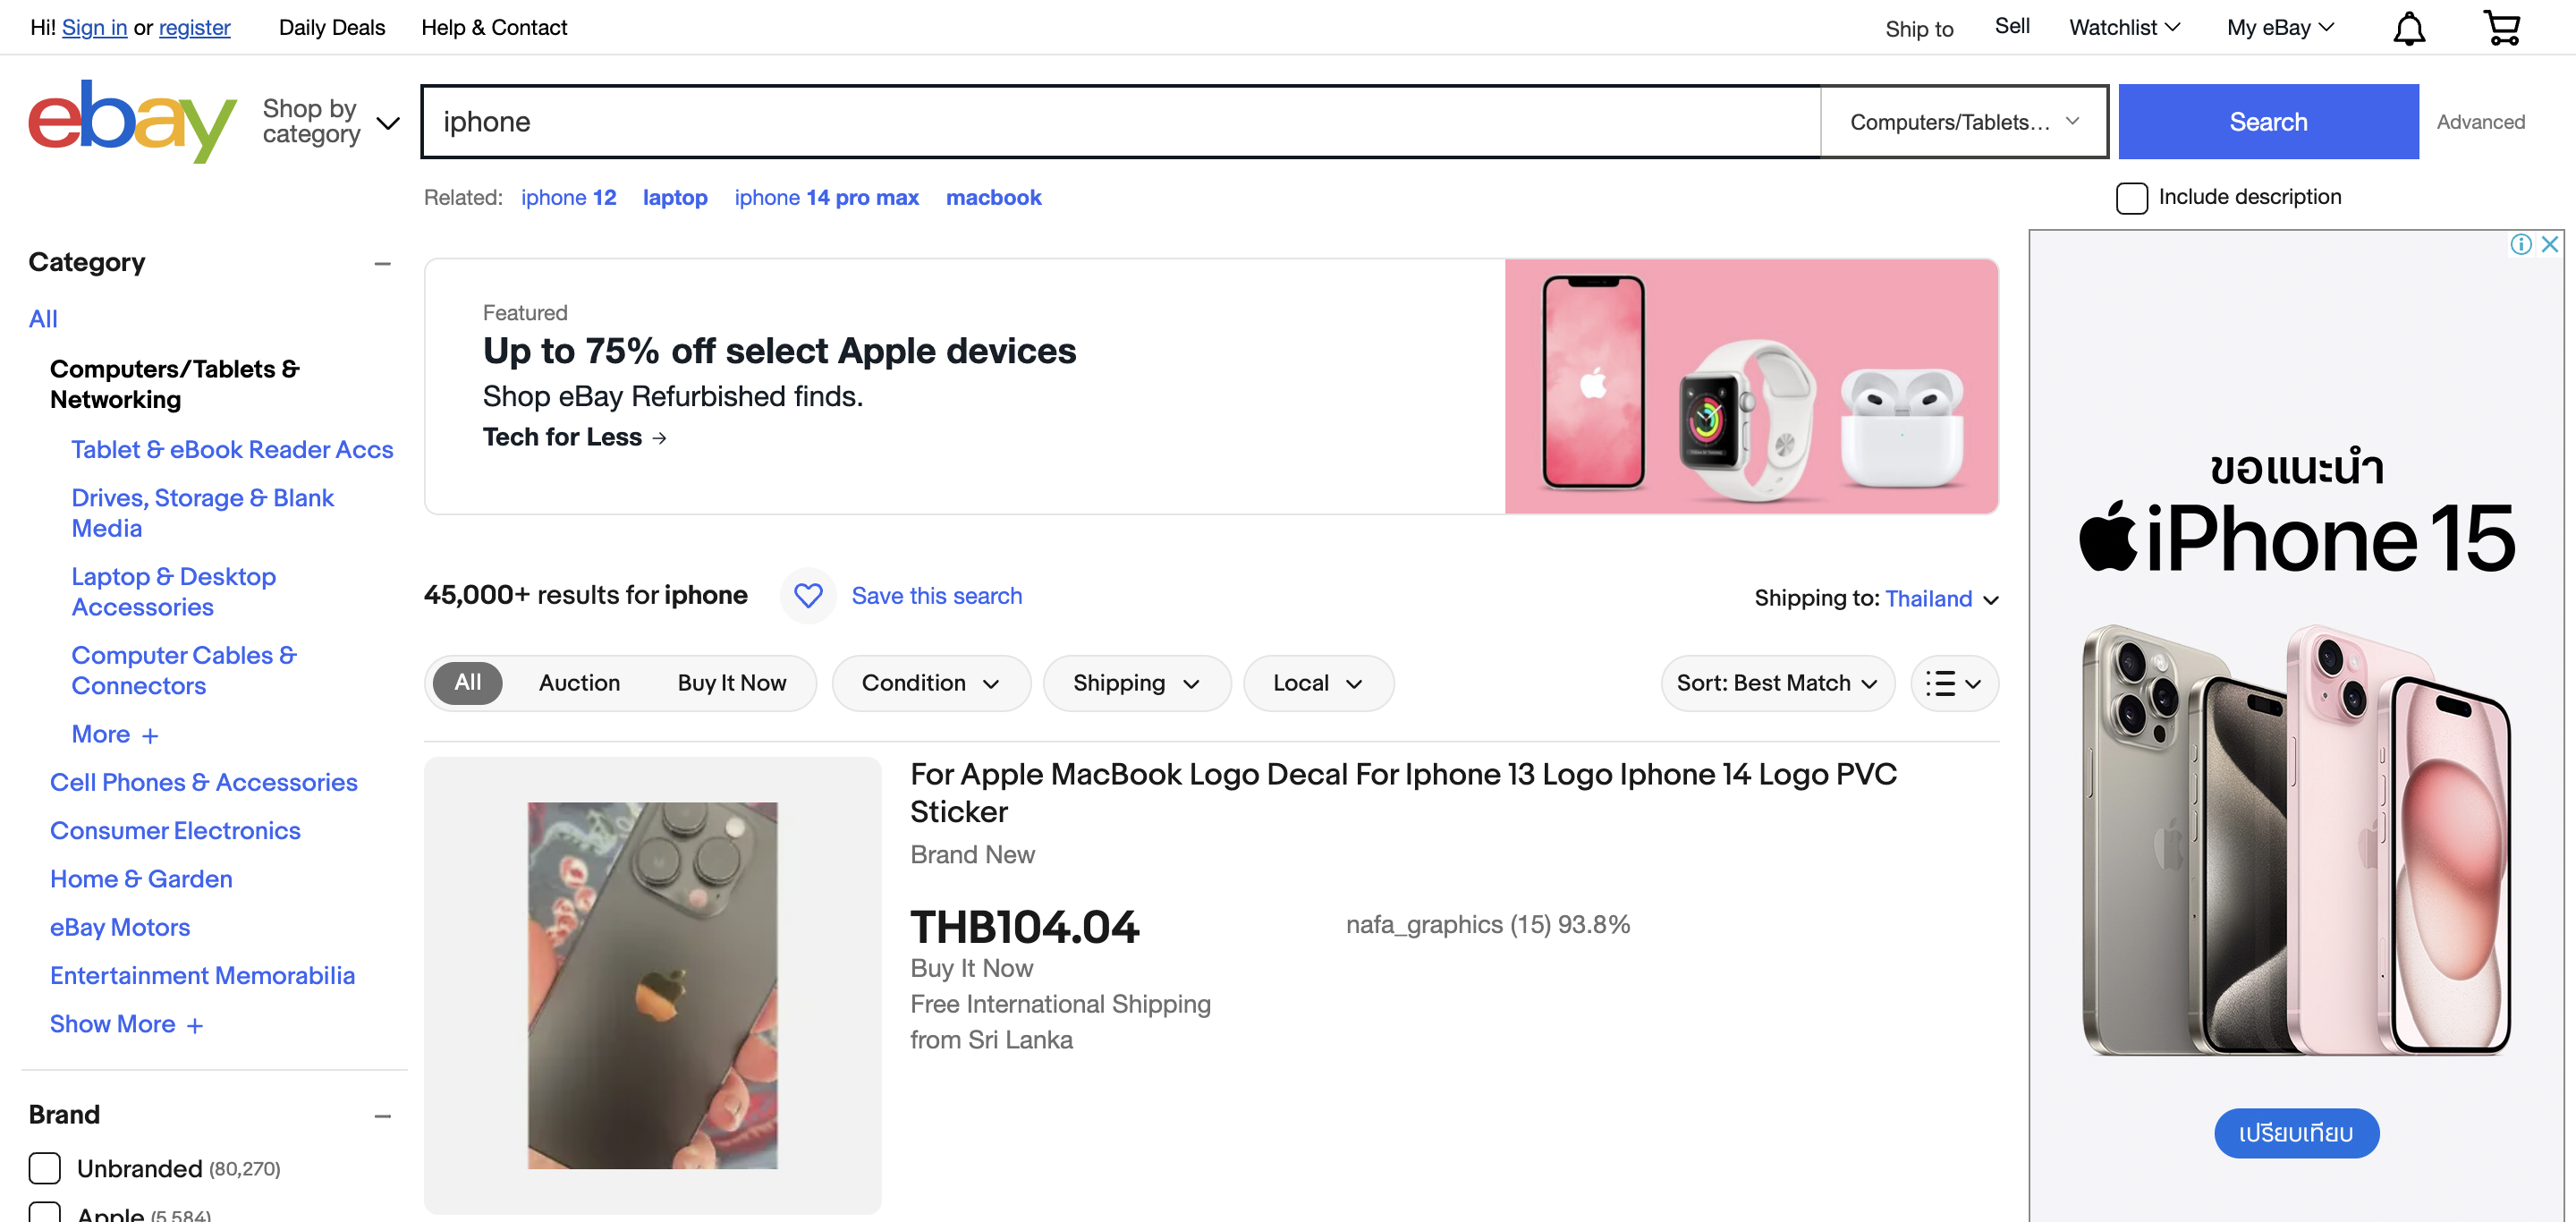 Hi! Sign in or register
Daily Deals
Help & Contact
Ship to
Sell
Watchlist
My eBay
ebay
Shop by
category
iphone
Computers/Tablets...
Search
Advanced
Related: iphone 12 laptop iphone 14 pro max macbook
Include description
Category
All
Computers/Tablets &
Networking
Tablet & eBook Reader Accs
Drives, Storage & Blank
Media
Laptop & Desktop
Accessories
Computer Cables &
Connectors
More +
Cell Phones & Accessories
Consumer Electronics
Home & Garden
eBay Motors
Entertainment Memorabilia
Show More +
Brand
Unbranded (80,270)
Apple (5,584)
Featured
Up to 75% off select Apple devices
Shop eBay Refurbished finds.
Tech for Less →
45,000+ results for iphone
Save this search
Shipping to: Thailand
All
Auction
Buy It Now
Condition
Shipping
Local
Sort: Best Match
For Apple MacBook Logo Decal For Iphone 13 Logo Iphone 14 Logo PVC
Sticker
Brand New
THB104.04
nafa_graphics (15) 93.8%
Buy It Now
Free International Shipping
from Sri Lanka
ขอแนะนำ
iPhone 15
เปรียบเทียบ